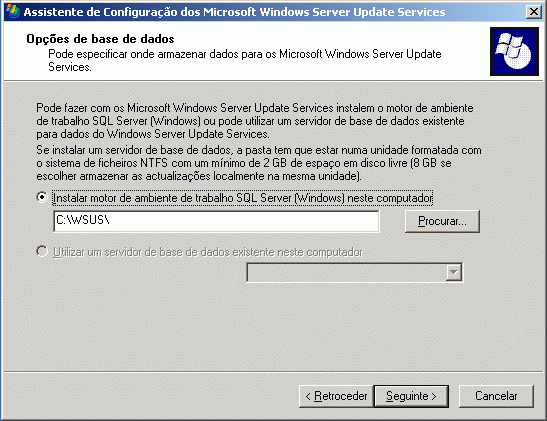 Assistente de Configuração dos Microsoft Windows Server Update Services
Opções de base de dados
Pode especificar onde armazenar dados para os Microsoft Windows Server Update
Services.
Pode fazer com os Microsoft Windows Server Update Services instalem o motor de ambiente
de trabalho SQL Server (Windows) ou pode utilizar um servidor de base de dados existente
para dados do Windows Server Update Services.
Se instalar um servidor de base de dados, a pasta tem que estar numa unidade formatada com
o sistema de ficheiros NTFS com um mínimo de 2 GB de espaço em disco livre (8 GB se
escolher armazenar as actualizações localmente na mesma unidade).
Instalar motor de ambiente de trabalho SQL Server (Windows) neste computador
C:\WSUS\
Procurar...
Utilizar um servidor de base de dados existente neste computador
< Retroceder
Seguinte >
Cancelar